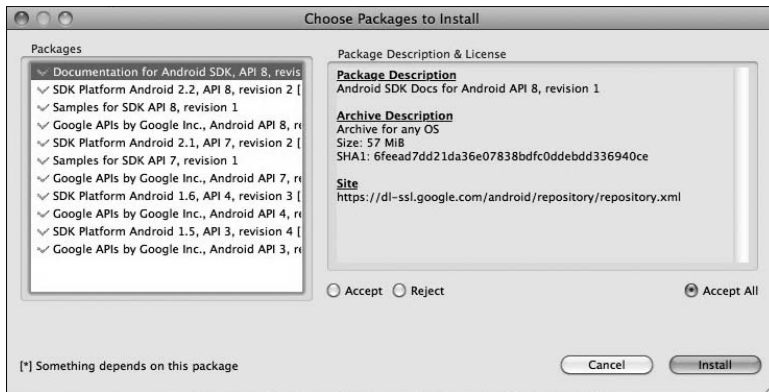 Choose Packages to Install
Packages
Documentation for Android SDK, API 8, revis
SDK Platform Android 2.2, API 8, revision 2 [
Samples for SDK API 8, revision 1
Google APIs by Google Inc., Android API 8, re
SDK Platform Android 2.1, API 7, revision 2 [
Samples for SDK API 7, revision 1
Google APIs by Google Inc., Android API 7, re
SDK Platform Android 1.6, API 4, revision 3 [
Google APIs by Google Inc., Android API 4, re
SDK Platform Android 1.5, API 3, revision 4 [
Google APIs by Google Inc., Android API 3, re
Package Description & License
Package Description
Android SDK Docs for Android API 8, revision 1
Archive Description
Archive for any OS
Size: 57 MiB
SHA1: 6feead7dd21da36e07838bdfc0ddebdd336940ce
Site
https://dl-ssl.google.com/android/repository/repository.xml
Accept
Reject
Accept All
[*] Something depends on this package
Cancel
Install